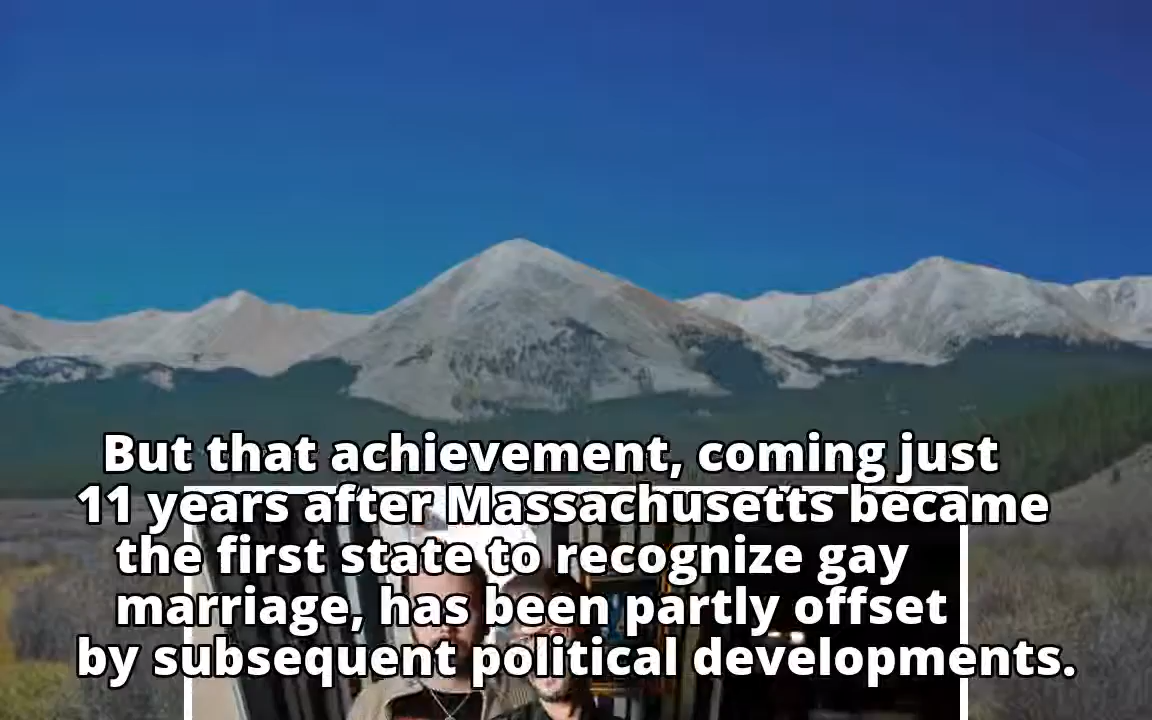 But that achievement, coming just
11 years after Massachusetts became
the first state to recognize gay
marriage, has been partly offset
by subsequent political developments.